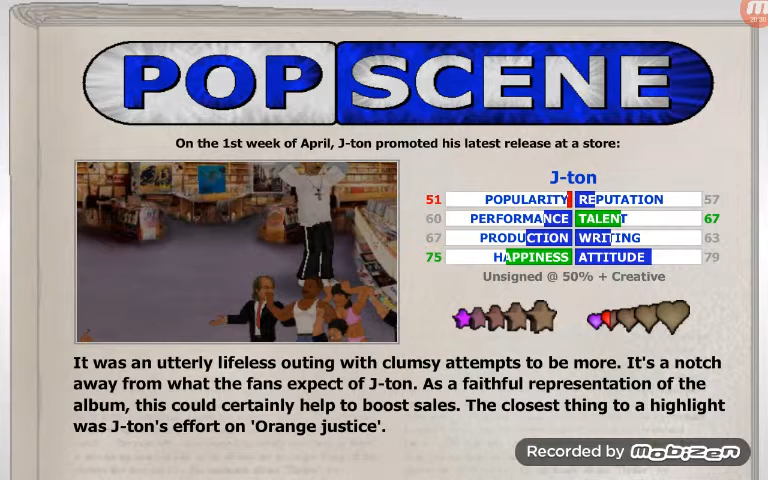 20:30
POP SCENE
On the 1st week of April, J-ton promoted his latest release at a store:
J-ton
51 POPULARITY REPUTATION 57
60 PERFORMANCE TALENT 67
67 PRODUCTION WRITING 63
75 HAPPINESS ATTITUDE 79
Unsigned @ 50% + Creative
It was an utterly lifeless outing with clumsy attempts to be more. It's a notch
away from what the fans expect of J-ton. As a faithful representation of the
album, this could certainly help to boost sales. The closest thing to a highlight
was J-ton's effort on 'Orange justice'.
Recorded by Mobizen